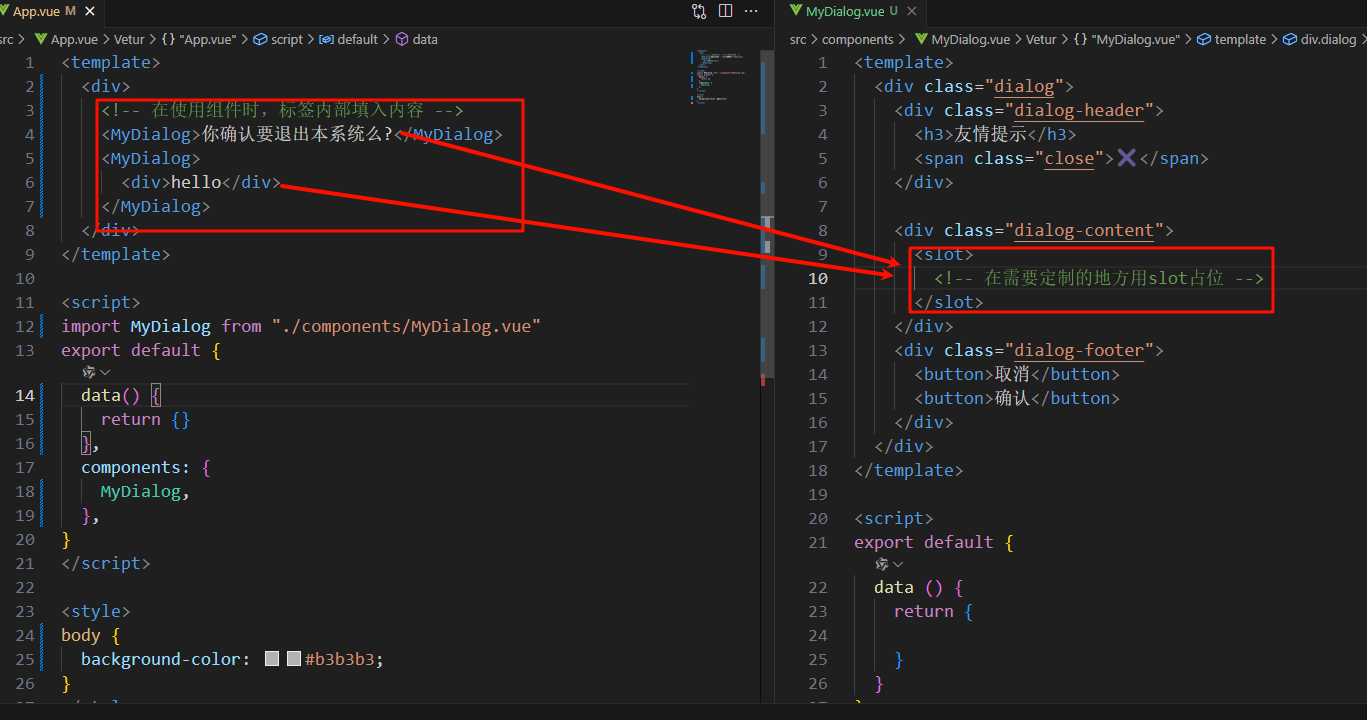 App.vue M
src > App.vue > Vetur > {} "App.vue" > script > default > data
1 <template>
2 <div>
3 <!-- 在使用组件时，标签内部填入内容 -->
4 <MyDialog>你确认要退出本系统么?</MyDialog>
5 <MyDialog>
6 <div>hello</div>
7 </MyDialog>
8 </div>
9 </template>
10
11 <script>
12 import MyDialog from "./components/MyDialog.vue"
13 export default {
14 data() {
15 return {}
16 },
17 components: {
18 MyDialog,
19 },
20 }
21 </script>
22
23 <style>
24 body {
25 background-color: #b3b3b3;
26 }
MyDialog.vue U
src > components > MyDialog.vue > Vetur > {} "MyDialog.vue" > template > div.dialog
1 <template>
2 <div class="dialog">
3 <div class="dialog-header">
4 <h3>友情提示</h3>
5 <span class="close">✖️</span>
6 </div>
7
8 <div class="dialog-content">
9 <slot>
10 <!-- 在需要定制的地方用slot占位 -->
11 </slot>
12 </div>
13 <div class="dialog-footer">
14 <button>取消</button>
15 <button>确认</button>
16 </div>
17 </div>
18 </template>
19
20 <script>
21 export default {
22 data () {
23 return {
24
25 }
26 }